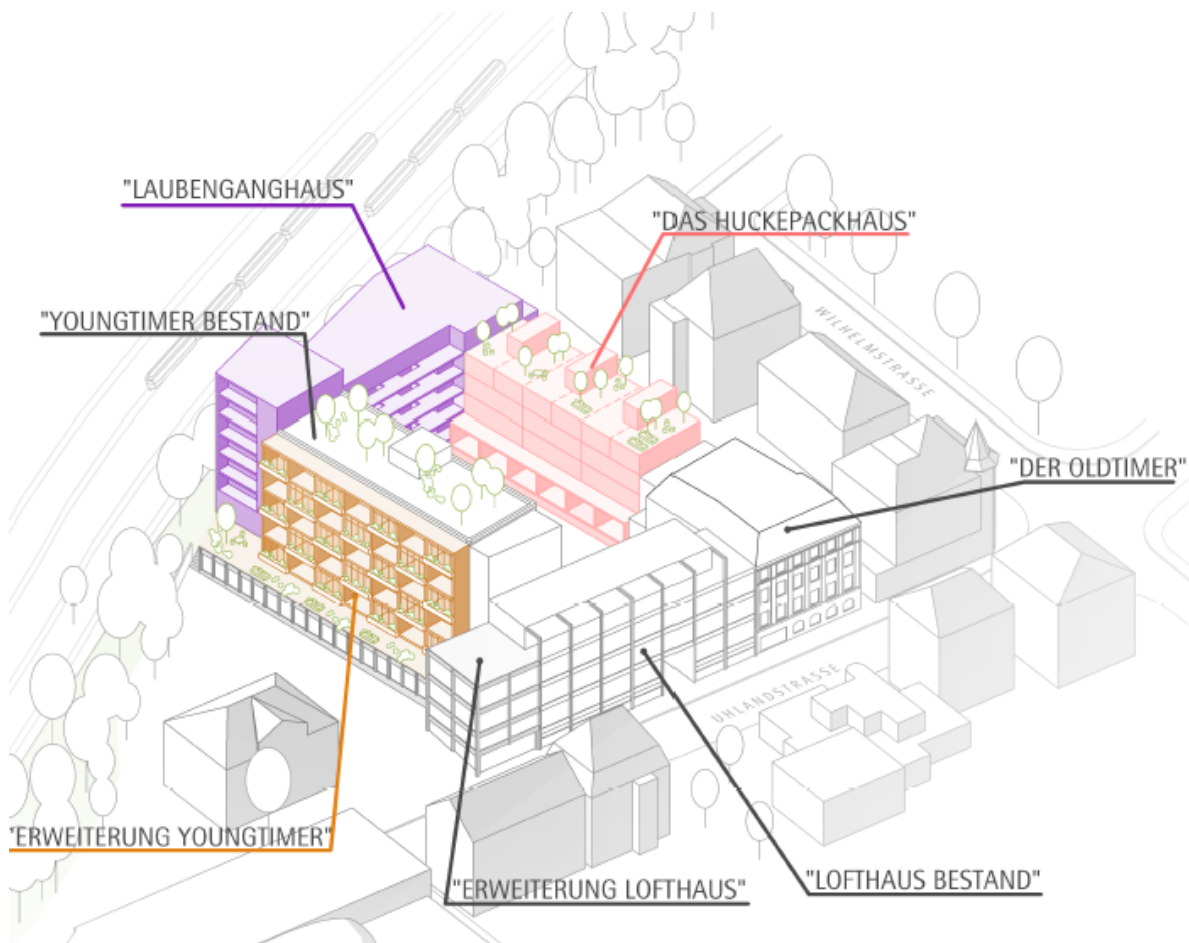 "LAUBENGANGHAUS"
"DAS HUCKEPACKHAUS"
"YOUNGTIMER BESTAND"
WILHELMSTRASSE
"DER OLDTIMER"
UHLANDSTRASSE
"ERWEITERUNG YOUNGTIMER"
"ERWEITERUNG LOFTHAUS"
"LOFTHAUS BESTAND"